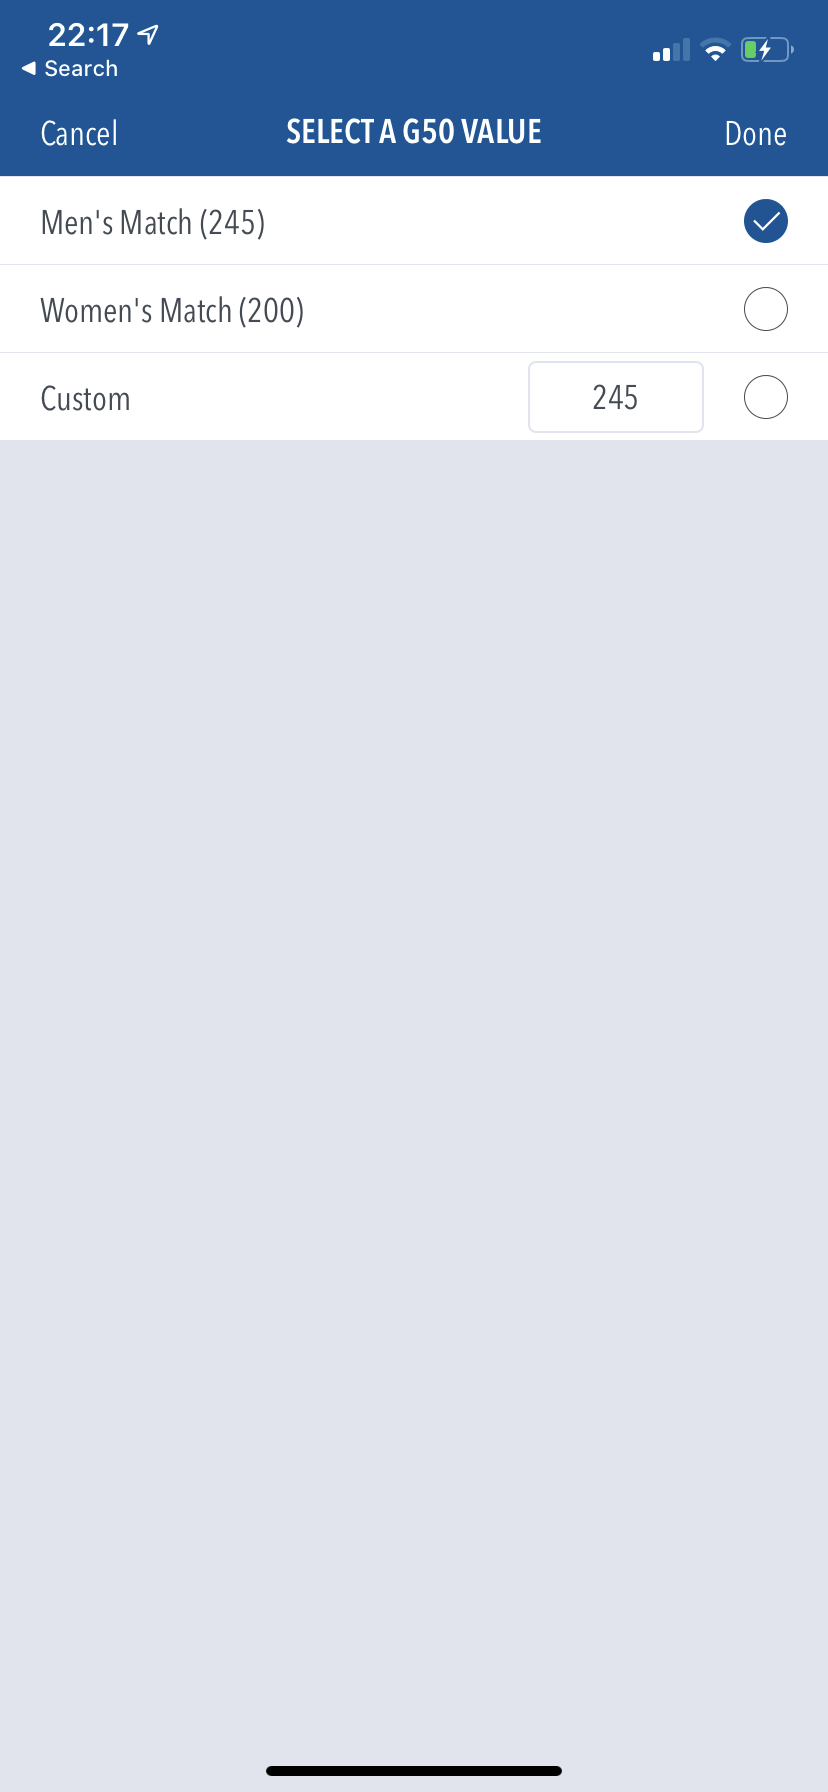 22:17
Search
Cancel
SELECT A G50 VALUE
Done
Men's Match (245)
Women's Match (200)
Custom
245